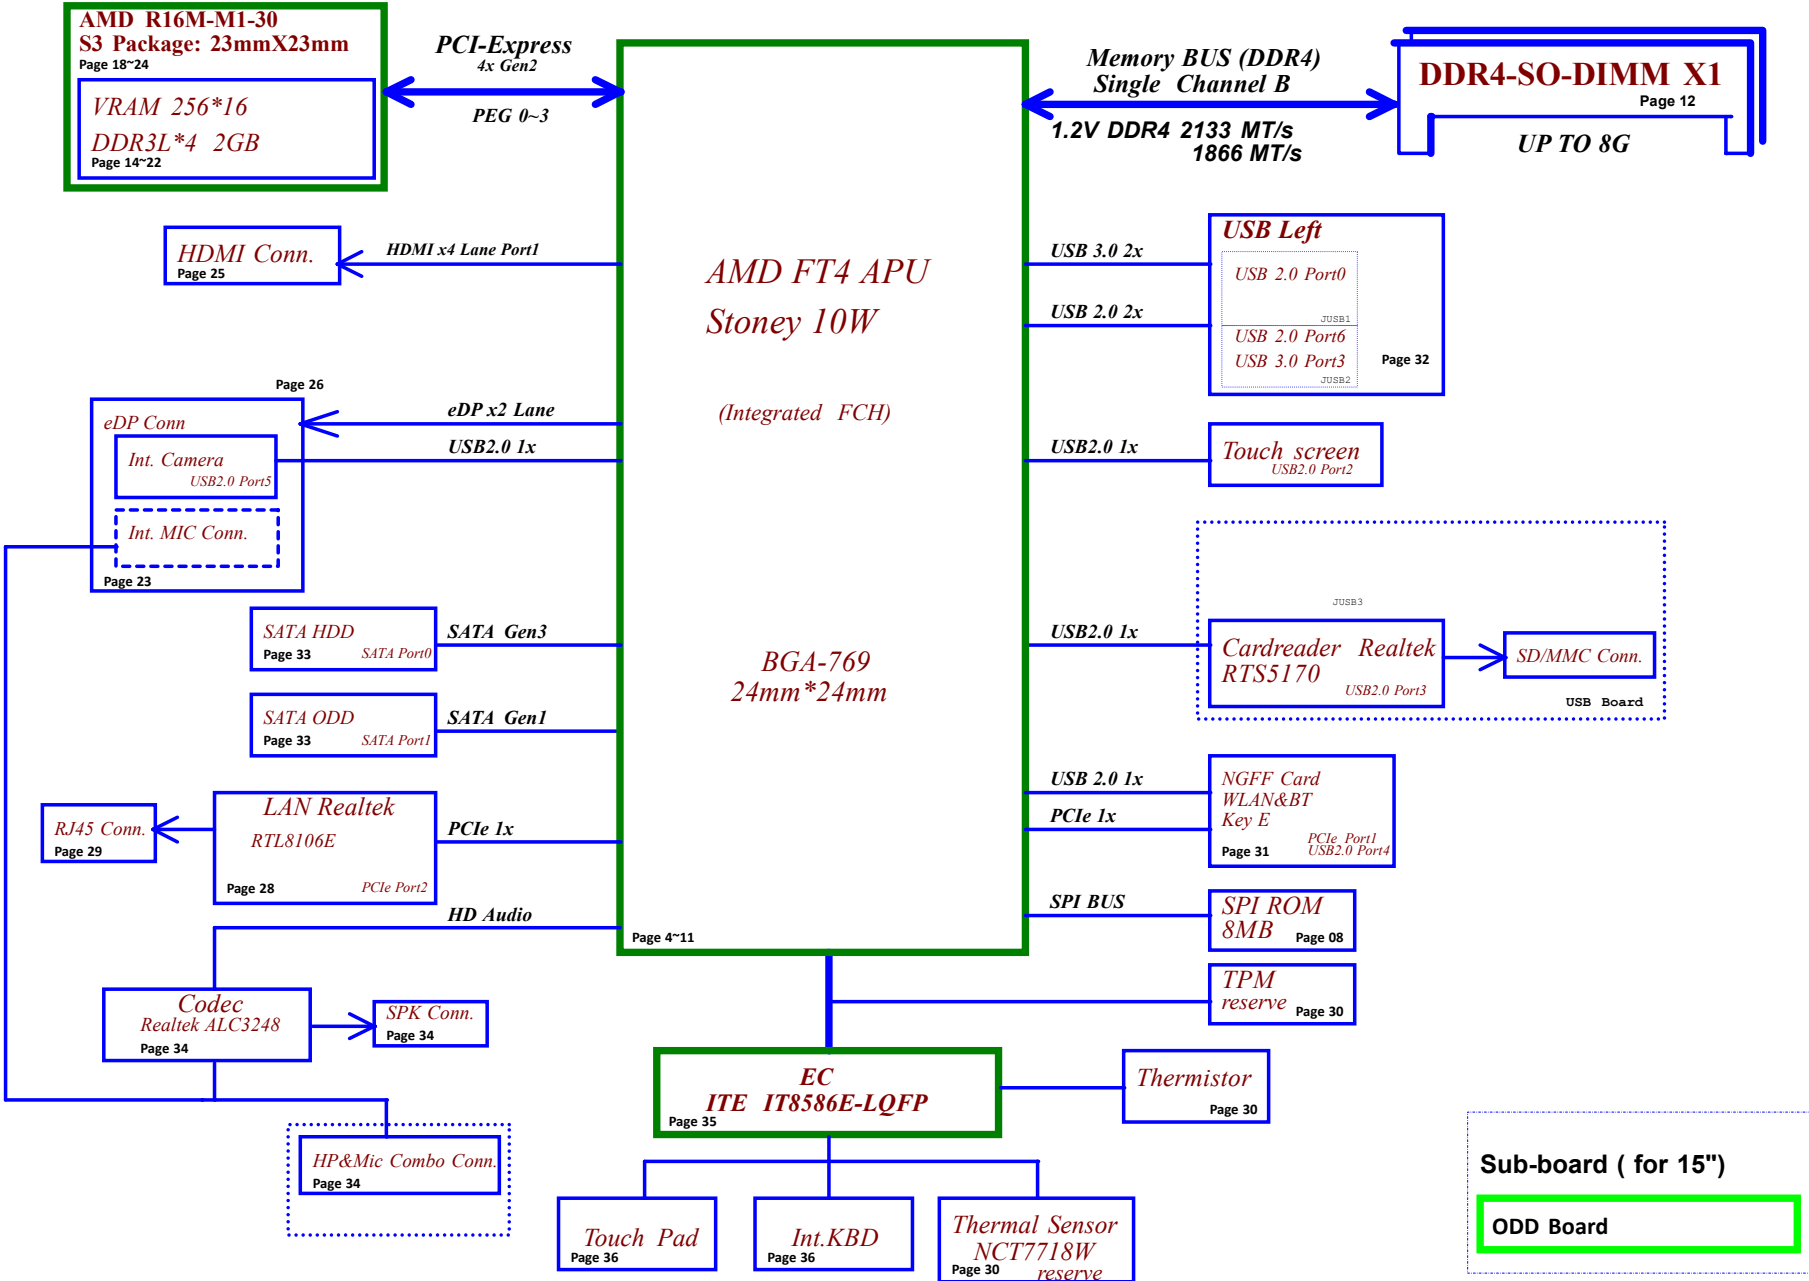 AMD R16M-M1-30
S3 Package: 23mmX23mm
Page 18~24
VRAM 256*16
DDR3L*4 2GB
Page 14~22
PCI-Express
4x Gen2
PEG 0~3
Memory BUS (DDR4)
Single Channel B
1.2V DDR4 2133 MT/s
1866 MT/s
DDR4-SO-DIMM X1
Page 12
UP TO 8G
HDMI Conn.
Page 25
HDMI x4 Lane Port1
AMD FT4 APU
Stoney 10W
(Integrated FCH)
BGA-769
24mm*24mm
Page 4~11
USB 3.0 2x
USB 2.0 2x
USB Left
USB 2.0 Port0
JUSB1
USB 2.0 Port6
USB 3.0 Port3
JUSB2
Page 32
Page 26
eDP Conn
eDP x2 Lane
Int. Camera
USB2.0 Port5
USB2.0 1x
Int. MIC Conn.
Page 23
USB2.0 1x
Touch screen
USB2.0 Port2
SATA HDD
Page 33
SATA Port0
SATA Gen3
SATA ODD
Page 33
SATA Port1
SATA Gen1
USB2.0 1x
JUSB3
Cardreader Realtek
RTS5170
USB2.0 Port3
SD/MMC Conn.
USB Board
RJ45 Conn.
Page 29
LAN Realtek
RTL8106E
Page 28
PCIe Port2
PCIe 1x
USB 2.0 1x
PCIe 1x
NGFF Card
WLAN&BT
Key E
PCIe Port1
USB2.0 Port4
Page 31
HD Audio
SPI BUS
SPI ROM
8MB
Page 08
TPM
reserve
Page 30
Codec
Realtek ALC3248
Page 34
SPK Conn.
Page 34
EC
ITE IT8586E-LQFP
Page 35
Thermistor
Page 30
HP&Mic Combo Conn.
Page 34
Touch Pad
Page 36
Int.KBD
Page 36
Thermal Sensor
NCT7718W
Page 30
reserve
Sub-board ( for 15")
ODD Board